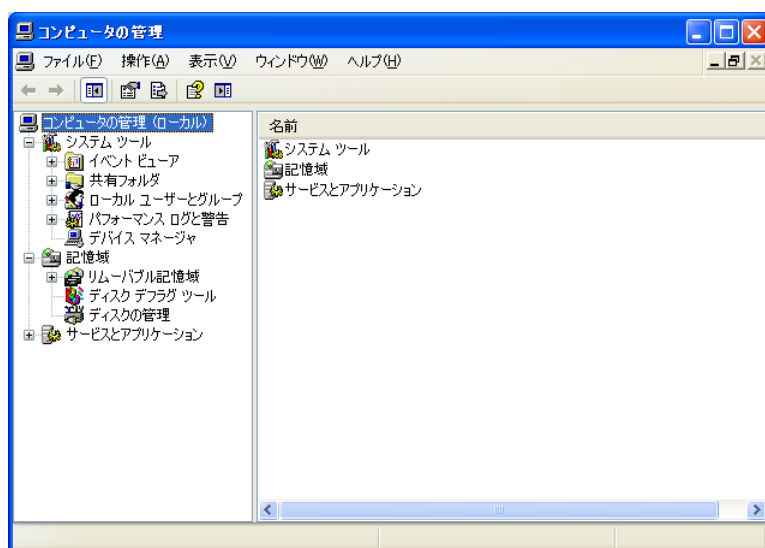 コンピュータの管理
ファイル(F) 操作(A) 表示(V) ウィンドウ(W) ヘルプ(H)
コンピュータの管理 (ローカル)
システム ツール
イベント ビューア
共有フォルダ
ローカル ユーザーとグループ
パフォーマンス ログと警告
デバイス マネージャ
記憶域
リムーバブル記憶域
ディスク デフラグ ツール
ディスクの管理
サービスとアプリケーション
名前
システム ツール
記憶域
サービスとアプリケーション